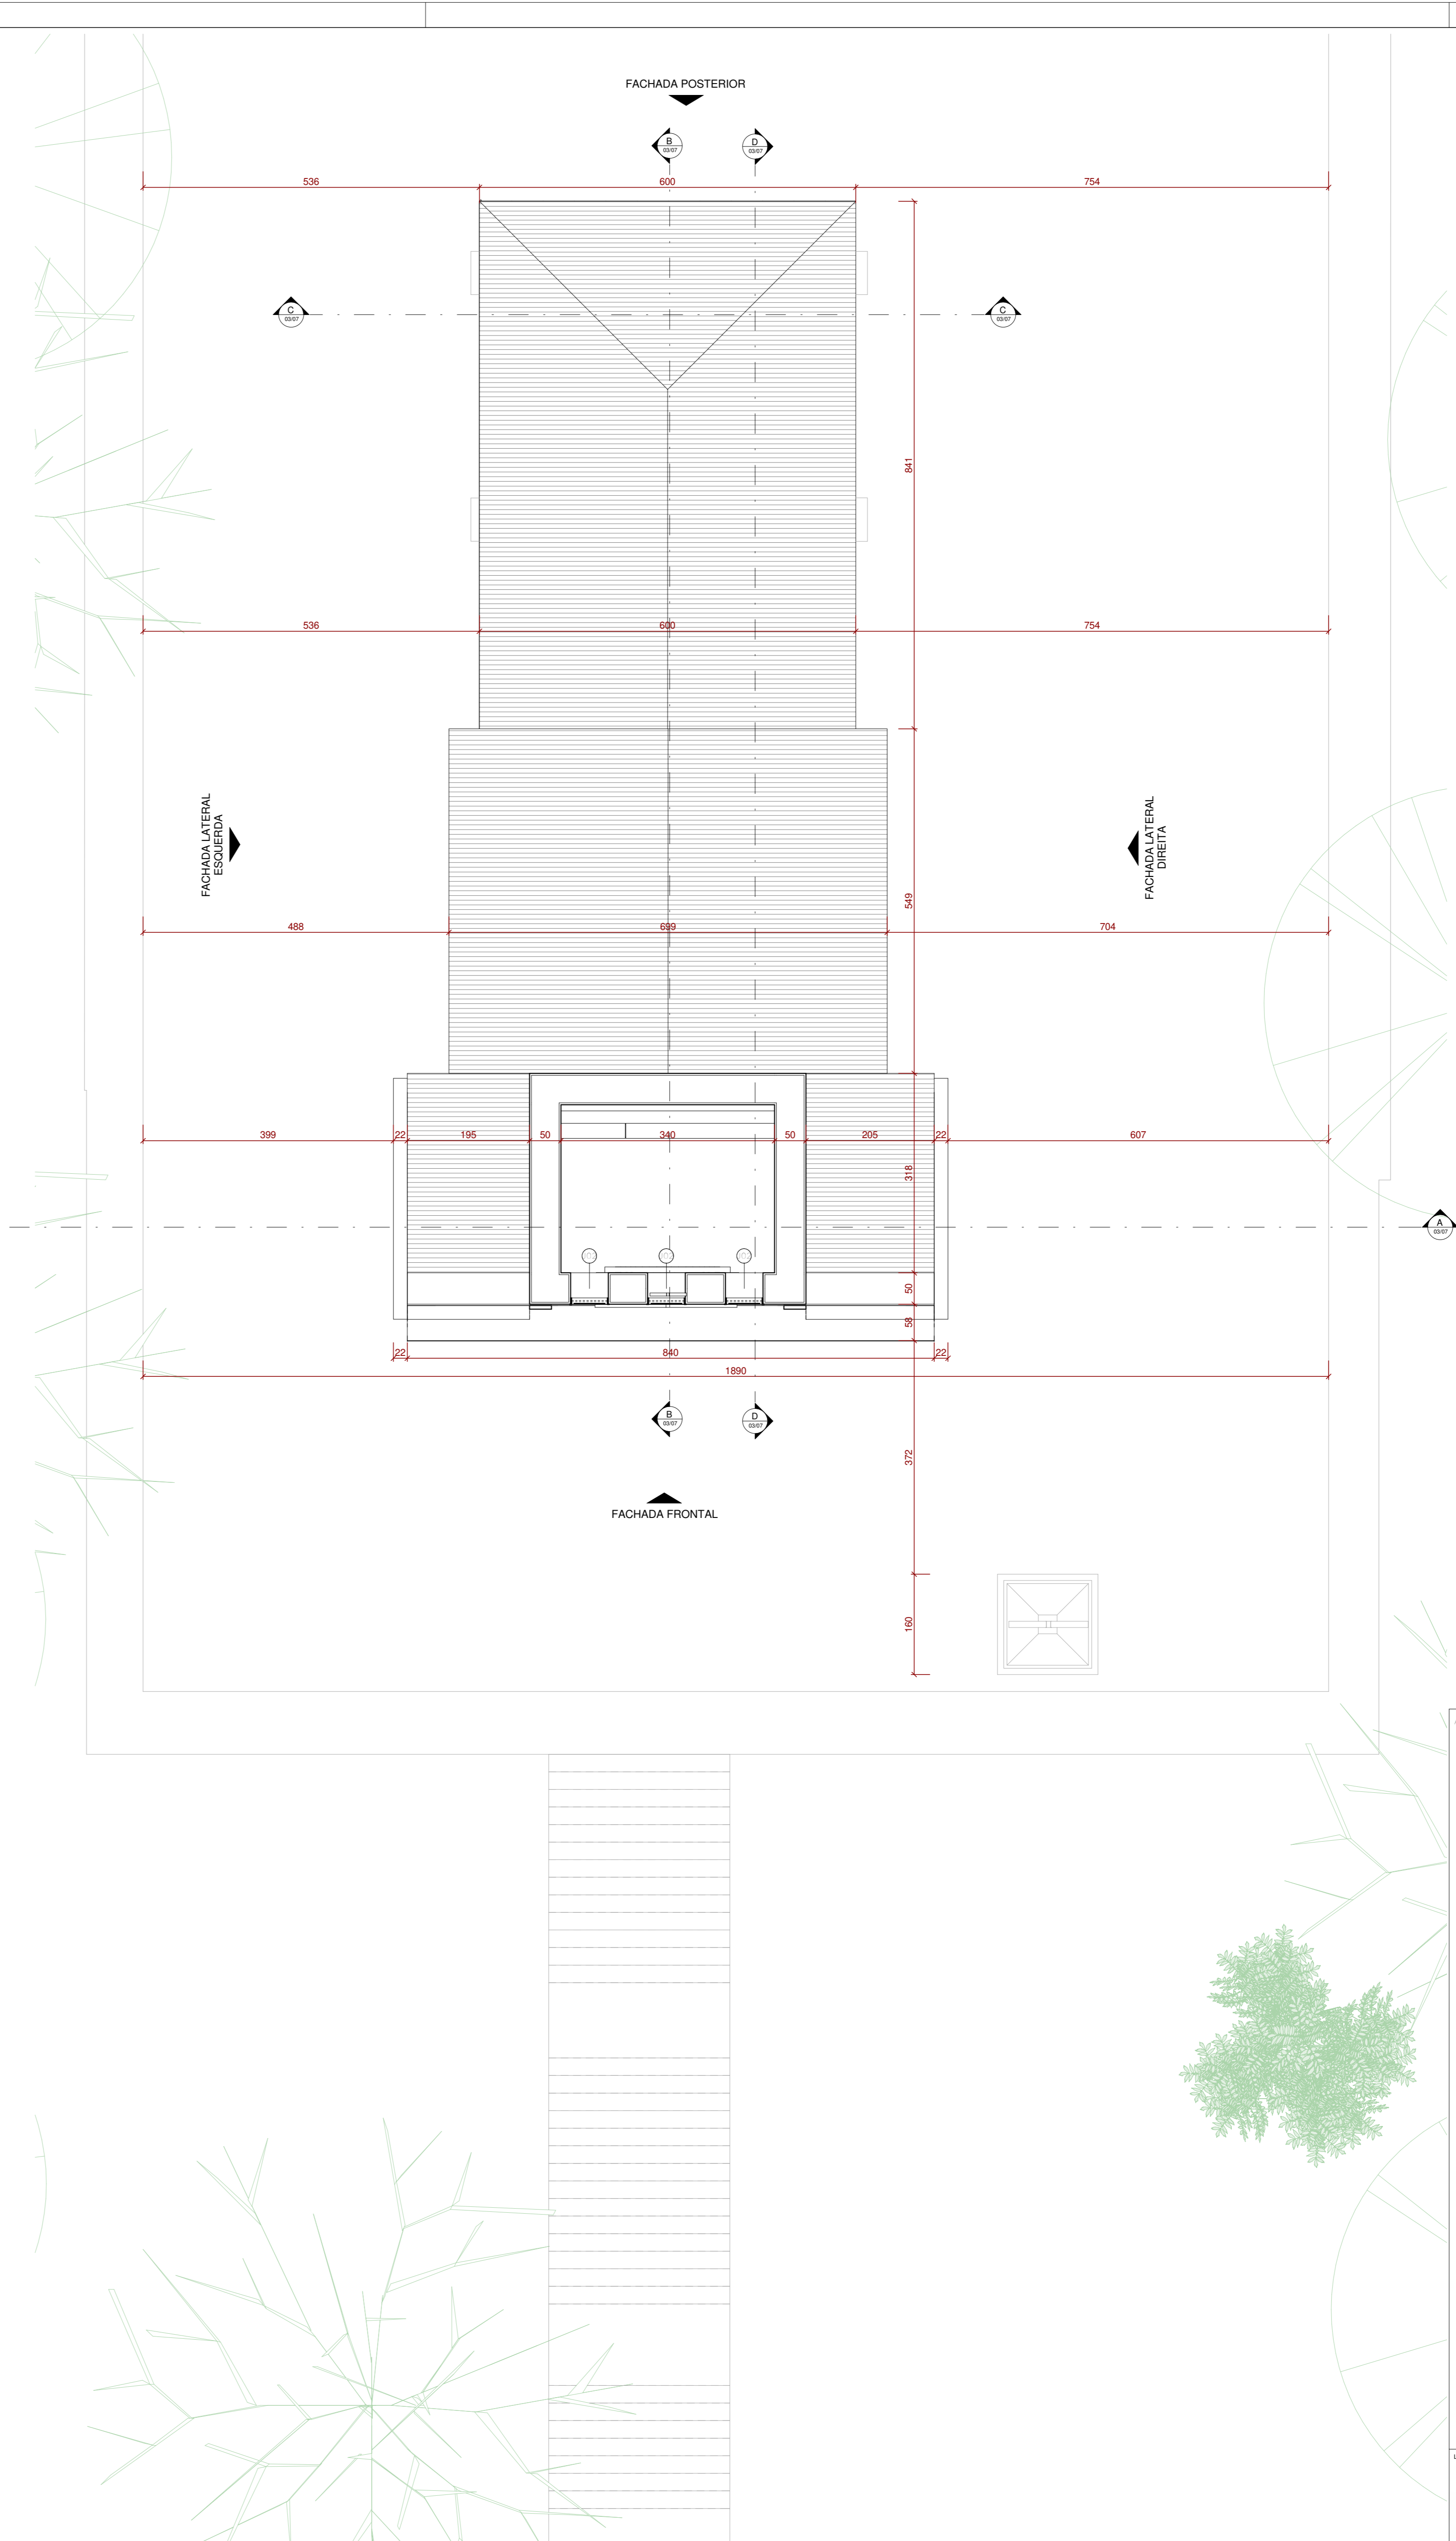 FACHADA POSTERIOR
B
03/07
D
03/07
536
600
754
C
03/07
C
03/07
841
536
600
754
FACHADA LATERAL
ESQUERDA
FACHADA LATERAL
DIREITA
549
488
699
704
399
22
195
50
340
50
205
22
607
318
A
03/07
50
58
22
840
22
1890
B
03/07
D
03/07
372
FACHADA FRONTAL
160